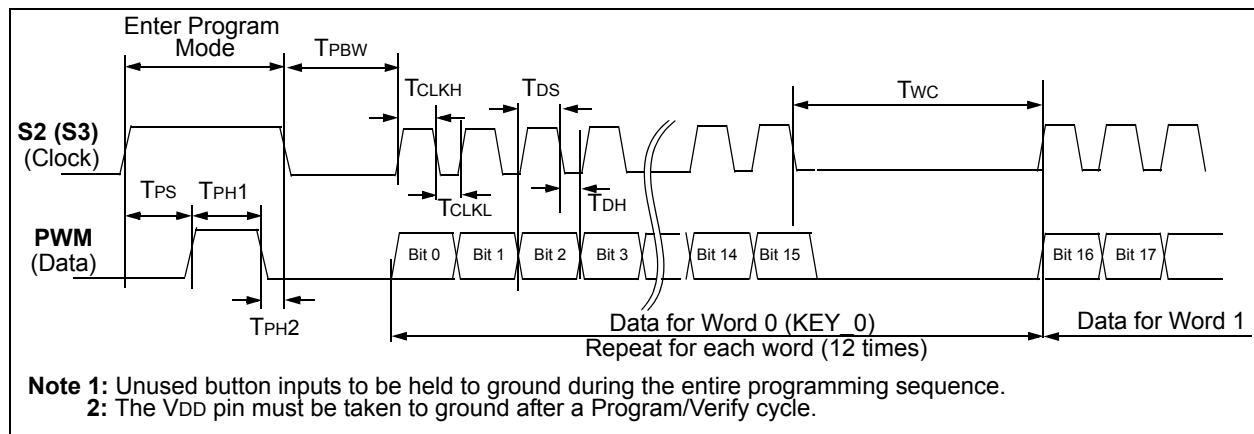 Enter Program
Mode
TPBW
TCLKH
TDS
TWC
S2 (S3)
(Clock)
TPS
TPH1
TCLKL
TDH
PWM
(Data)
Bit 0
Bit 1
Bit 2
Bit 3
Bit 14
Bit 15
Bit 16
Bit 17
TPH2
Data for Word 0 (KEY_0)
Repeat for each word (12 times)
Data for Word 1
Note 1: Unused button inputs to be held to ground during the entire programming sequence.
2: The VDD pin must be taken to ground after a Program/Verify cycle.